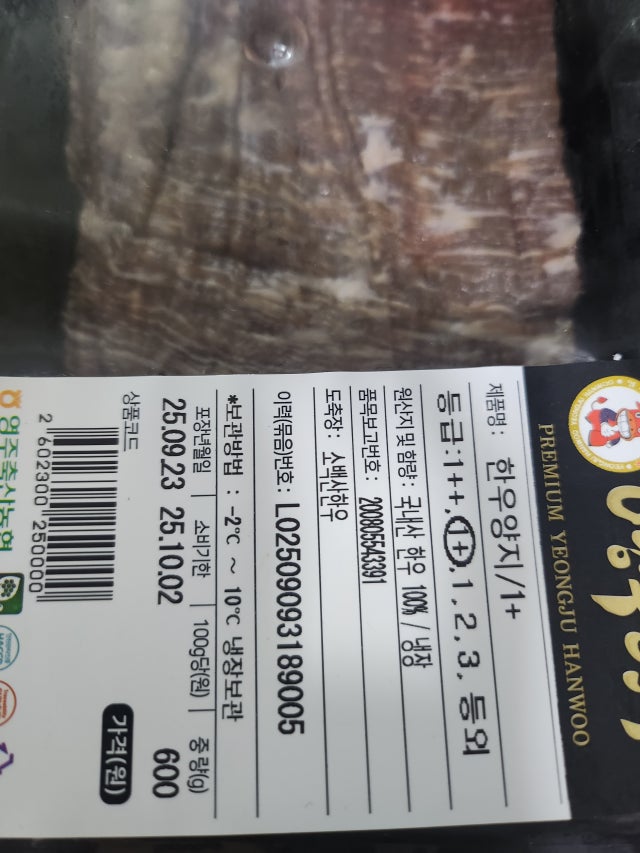 PREMIUM YEONGJU HANWOO
제품명: 한우양지/1+
등급:1++,1+,1,2,3,등외
원산지 및 함량: 국내산 한우 100% / 냉장
품목보고번호: 200805543391
도축장: 소백산한우
이력(묶음)번호: L02509093189005
*보관방법 : -2℃ ~ 10℃ 냉장보관
포장년월일 소비기한 100g당(원) 중량(g)
25.09.23 25.10.02 600
상품코드 가격(원)
2 602300 250000
영주축산농협